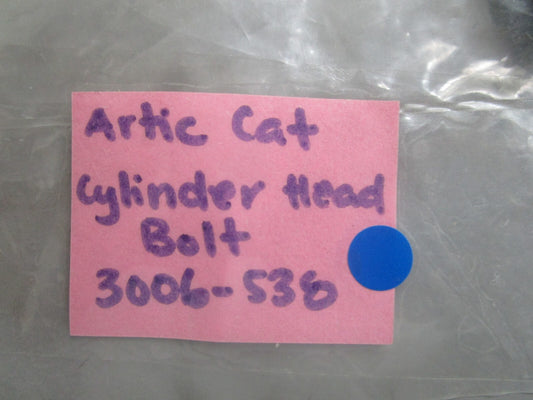 Artic Cat
Cylinder Head
Bolt
3006-538